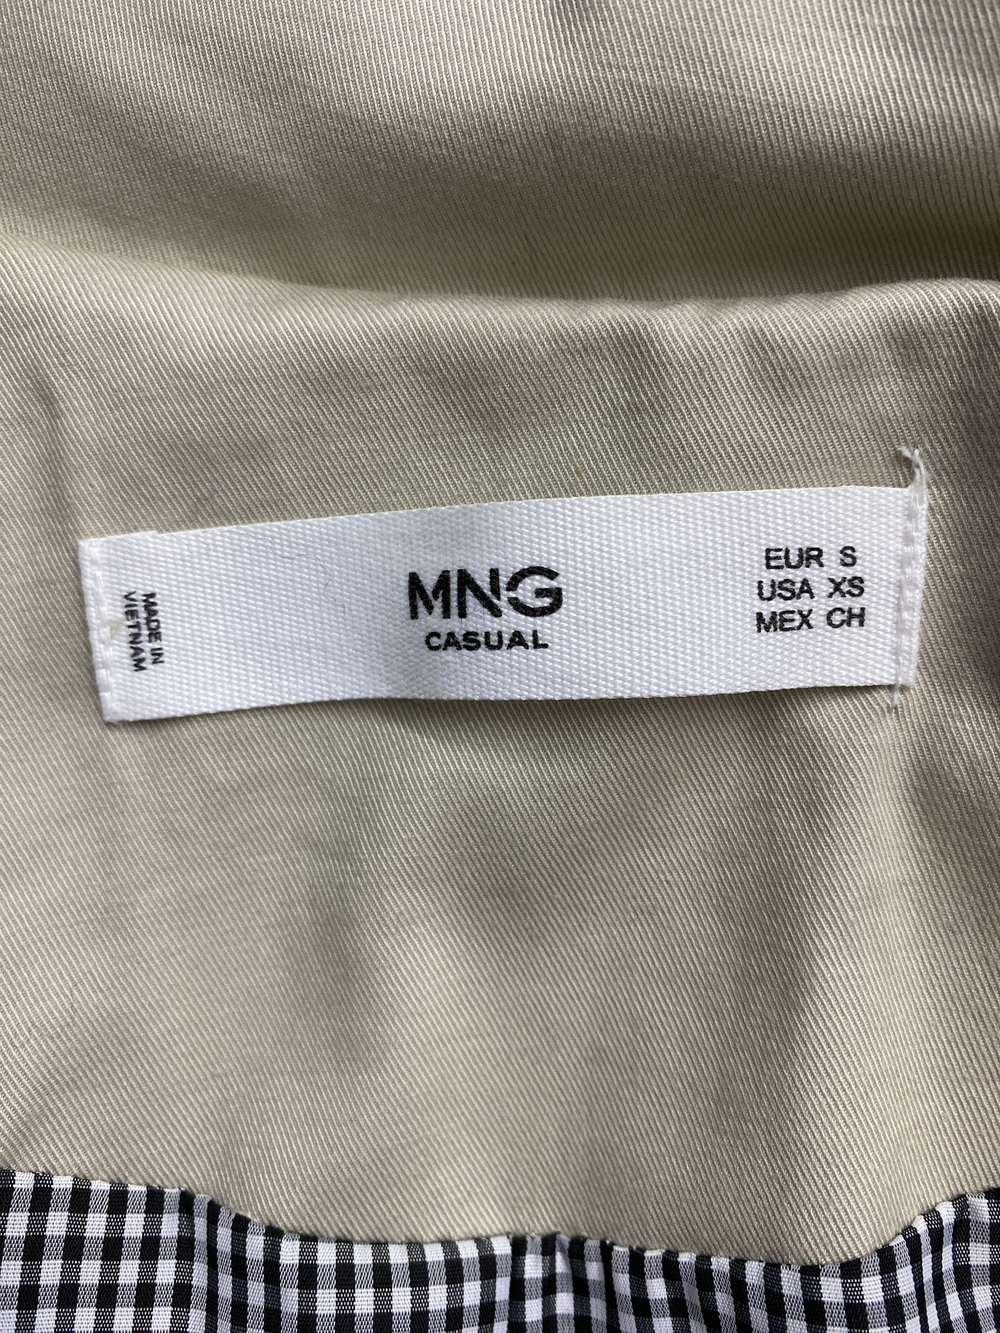 MADE IN
VIETNAM
MNG
CASUAL
EUR S
USA XS
MEX CH